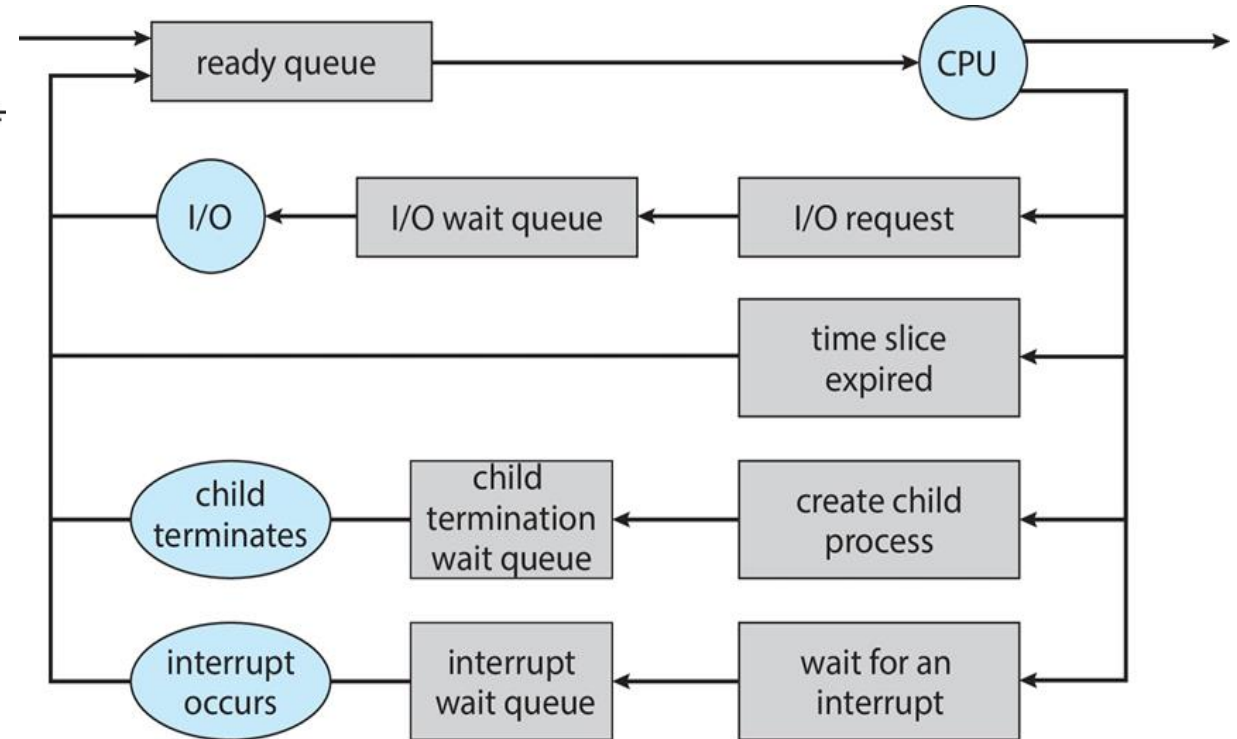 ready queue
CPU
I/O
I/O wait queue
I/O request
time slice
expired
child
terminates
child
termination
wait queue
create child
process
interrupt
occurs
interrupt
wait queue
wait for an
interrupt